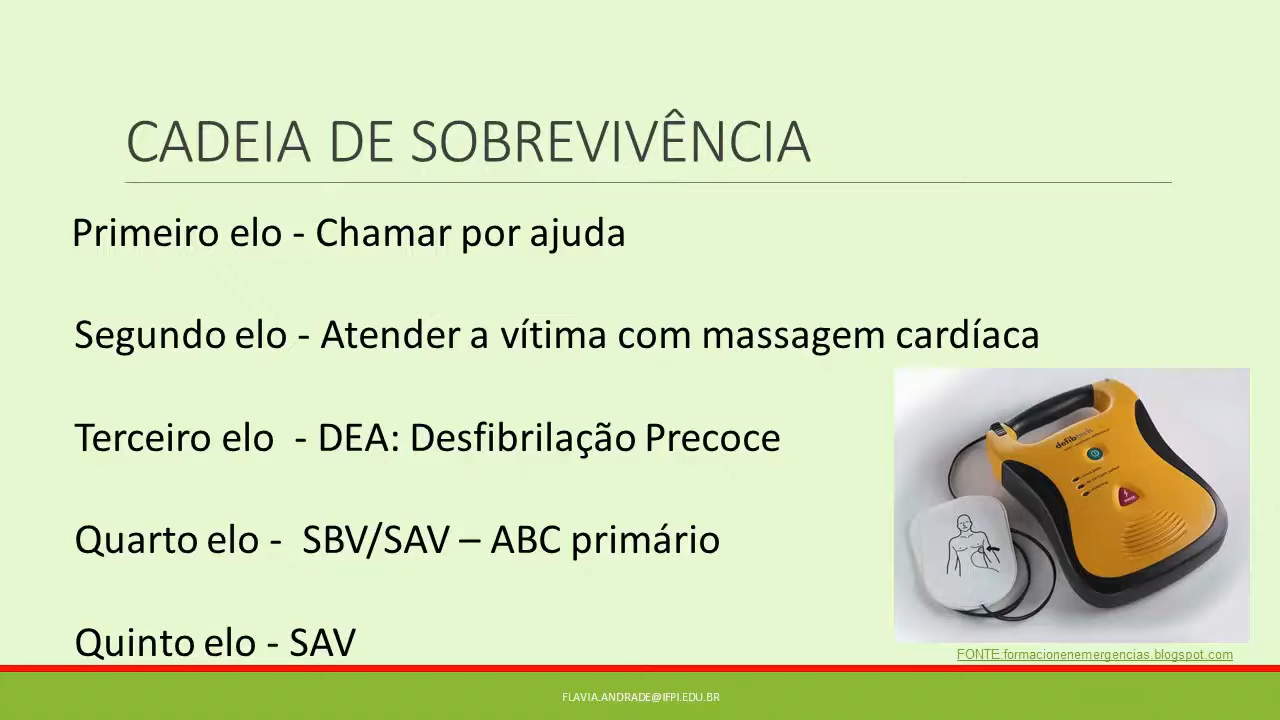 CADEIA DE SOBREVIVÊNCIA
Primeiro elo - Chamar por ajuda
Segundo elo - Atender a vítima com massagem cardíaca
Terceiro elo - DEA: Desfibrilação Precoce
Quarto elo - SBV/SAV – ABC primário
Quinto elo - SAV
defibtech
FONTE:formacionenemergencias.blogspot.com
FLAVIA.ANDRADE@IFPI.EDU.BR